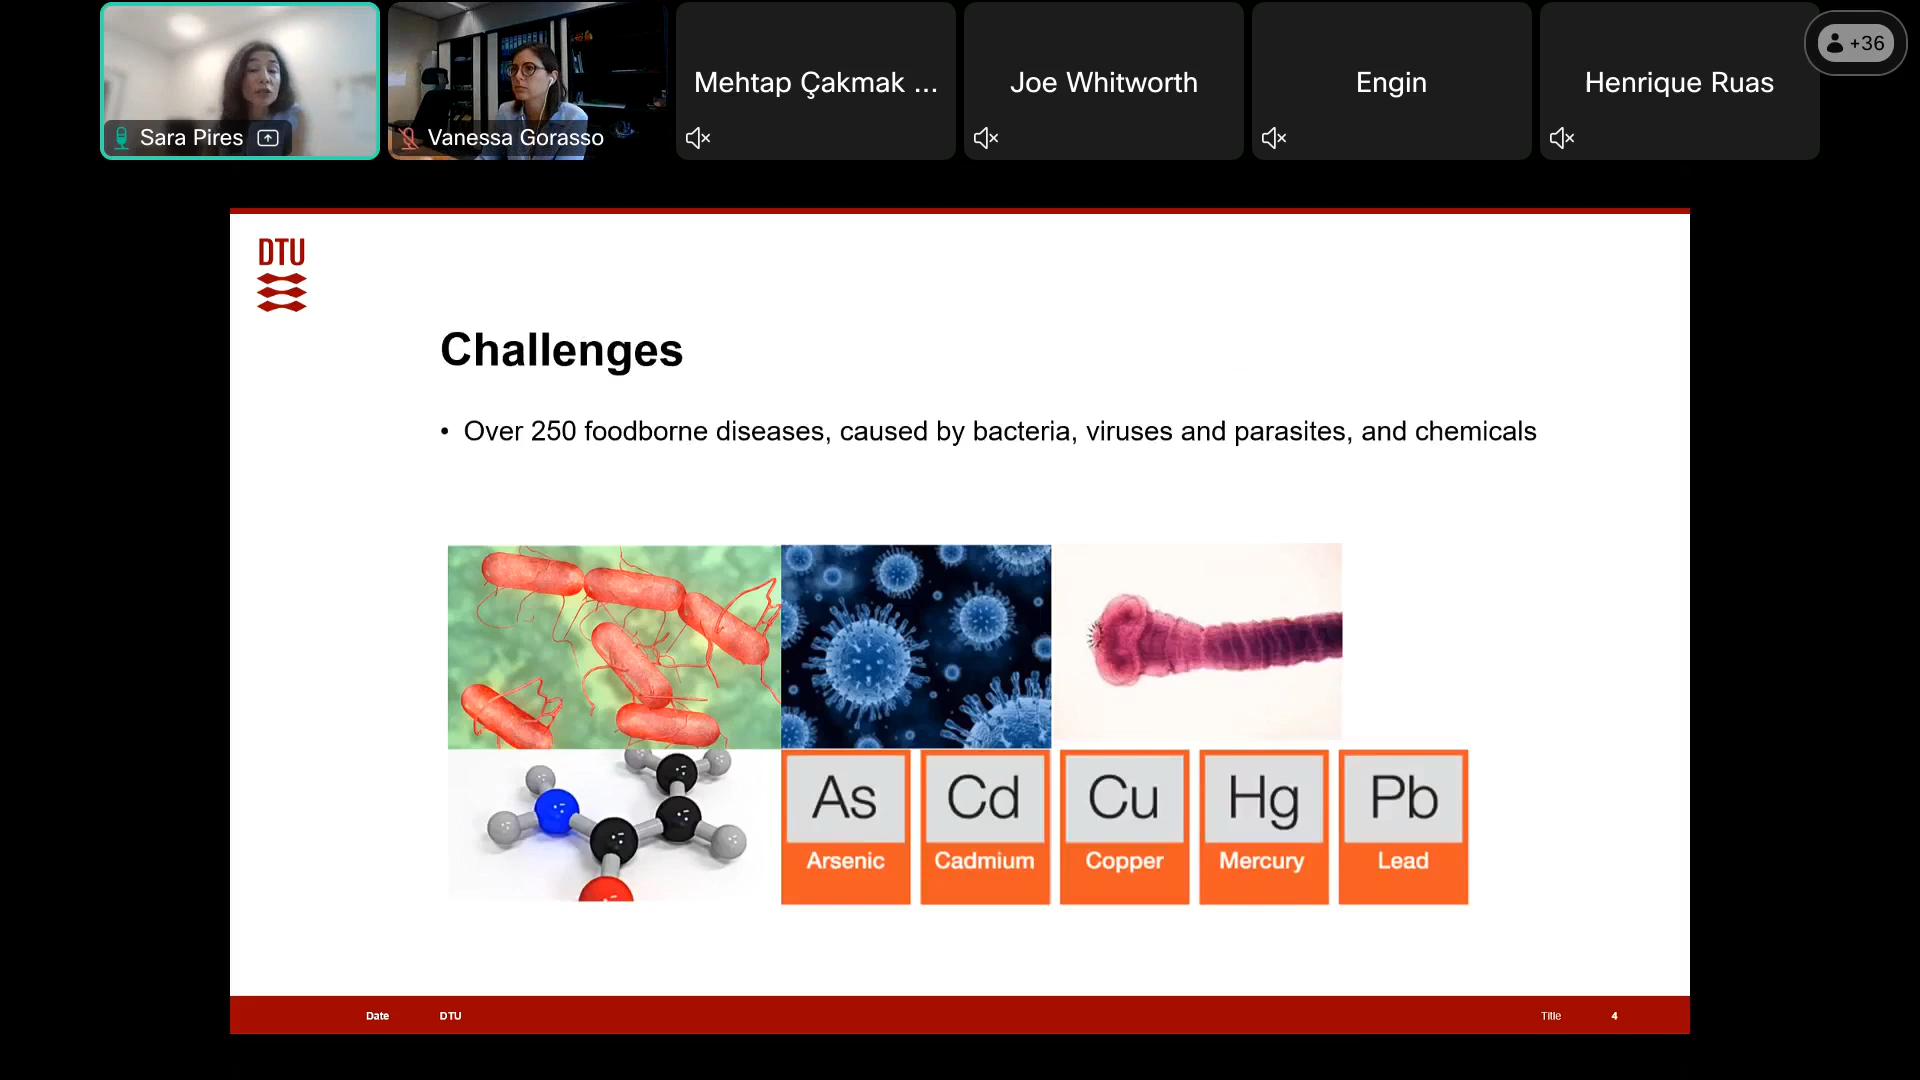 Sara Pires
Vanessa Gorasso
Mehtap Çakmak ...
Joe Whitworth
Engin
Henrique Ruas
+36
DTU
Challenges
• Over 250 foodborne diseases, caused by bacteria, viruses and parasites, and chemicals
As
Cd
Cu
Hg
Pb
Arsenic
Cadmium
Copper
Mercury
Lead
Date
DTU
Title
4